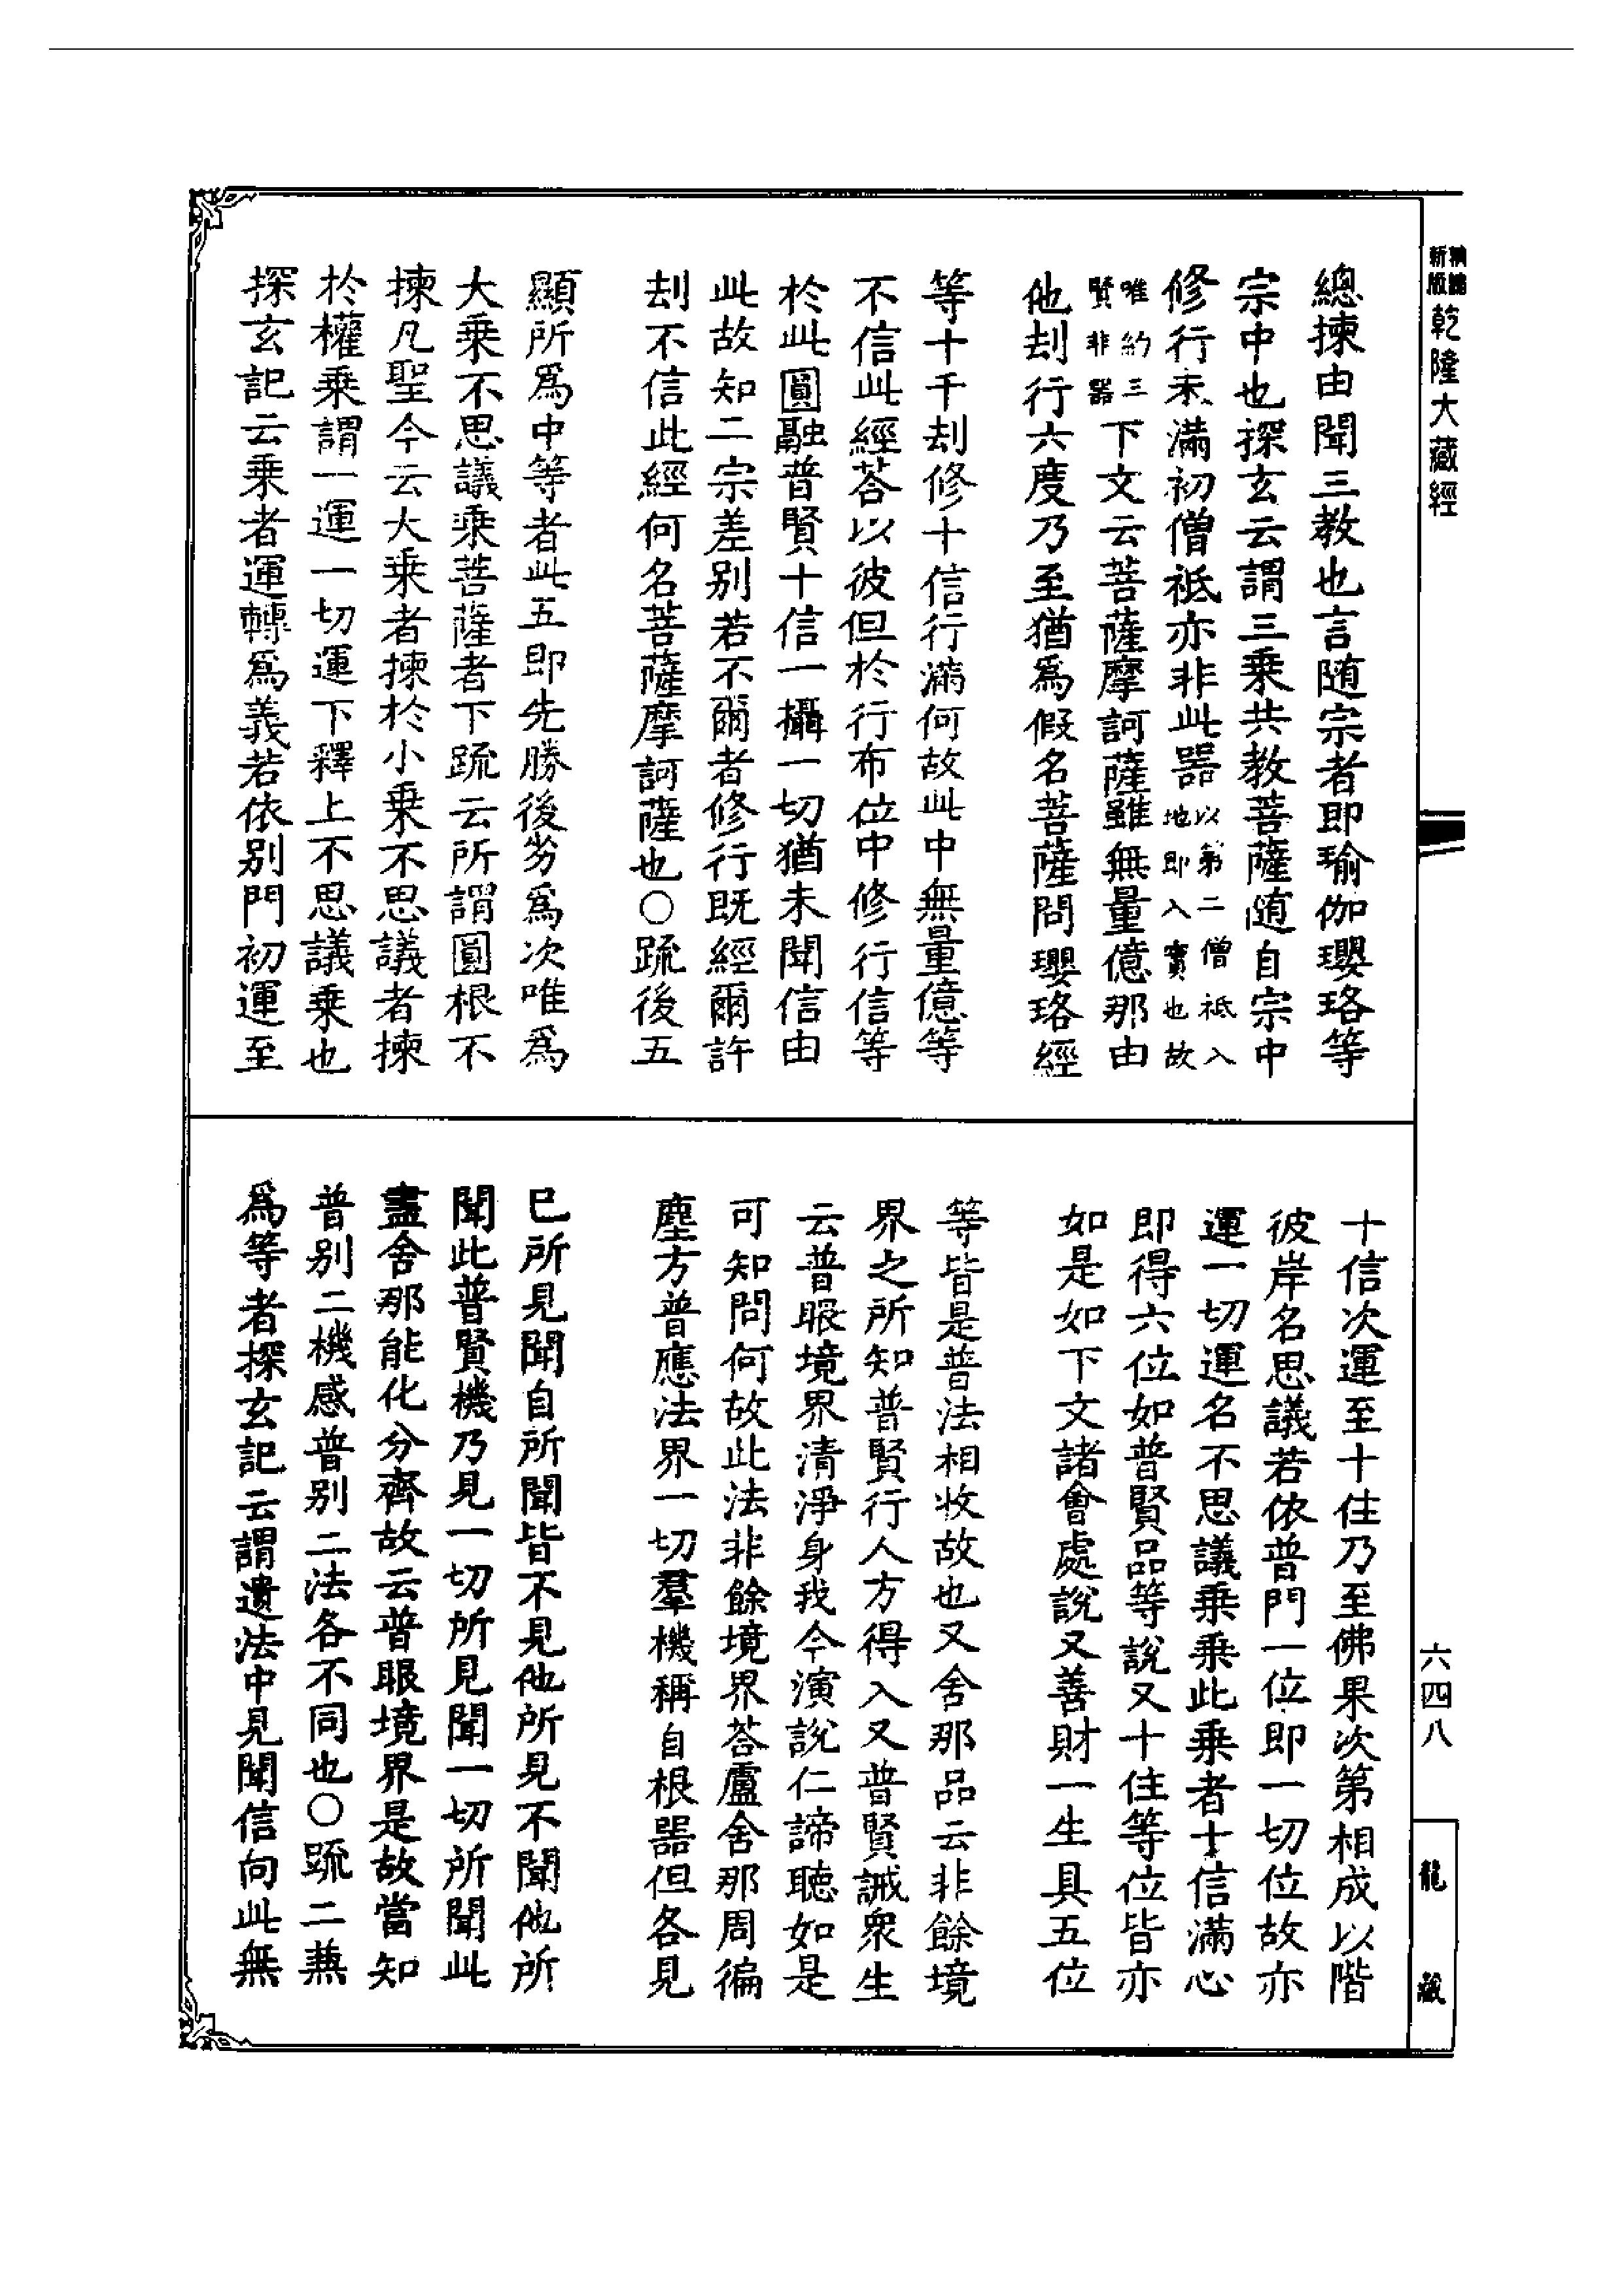 新版
乾隆大藏經
總揀由聞三教也言随宗者即瑜伽瓔珞等
宗中也探玄云謂三乗共教菩薩随自宗中
修行未滿初僧祇亦非此噐以第二僧祇入
地即入實也故
唯約三
賢非器
下文云菩薩摩訶薩雖無量億那由
他刦行六度乃至猶爲假名菩薩問瓔珞經
等十千刦修十信行滿何故此中無量億等
不信此經荅以彼但於行布位中修行信等
於此圓融普賢十信一攝一切猶未聞信由
此故知二宗差别若不爾者修行既經爾許
刦不信此經何名菩薩摩訶薩也○䟽後五
顯所爲中等者此五即先勝後劣爲次唯爲
大乗不思議乗菩薩者下䟽云所謂圓根不
揀凡聖今云大乗者揀於小乗不思議者揀
於權乗謂一運一切運下釋上不思議乗也
探玄記云乗者運轉爲義若依别門初運至
十信次運至十住乃至佛果次第相成以階
彼岸名思議若依普門一位即一切位故亦
運一切運名不思議乗乗此乗者十信滿心
即得六位如普賢品等說又十住等位皆亦
如是如下文諸會處說又善財一生具五位
等皆是普法相收故也又舍那品云非餘境
界之所知普賢行人方得入又普賢誡衆生
云普眼境界清淨身我今演說仁諦聽如是
可知問何故此法非餘境界荅盧舍那周徧
塵方普應法界一切羣機稱自根噐但各見
已所見聞自所聞皆不見他所見不聞他所
聞此普賢機乃見一切所見聞一切所聞此
盡舍那能化分齊故云普眼境界是故當知
普别二機感普别二法各不同也○䟽二兼
爲等者探玄記云謂遺法中見聞信向此無
六四八
龍藏